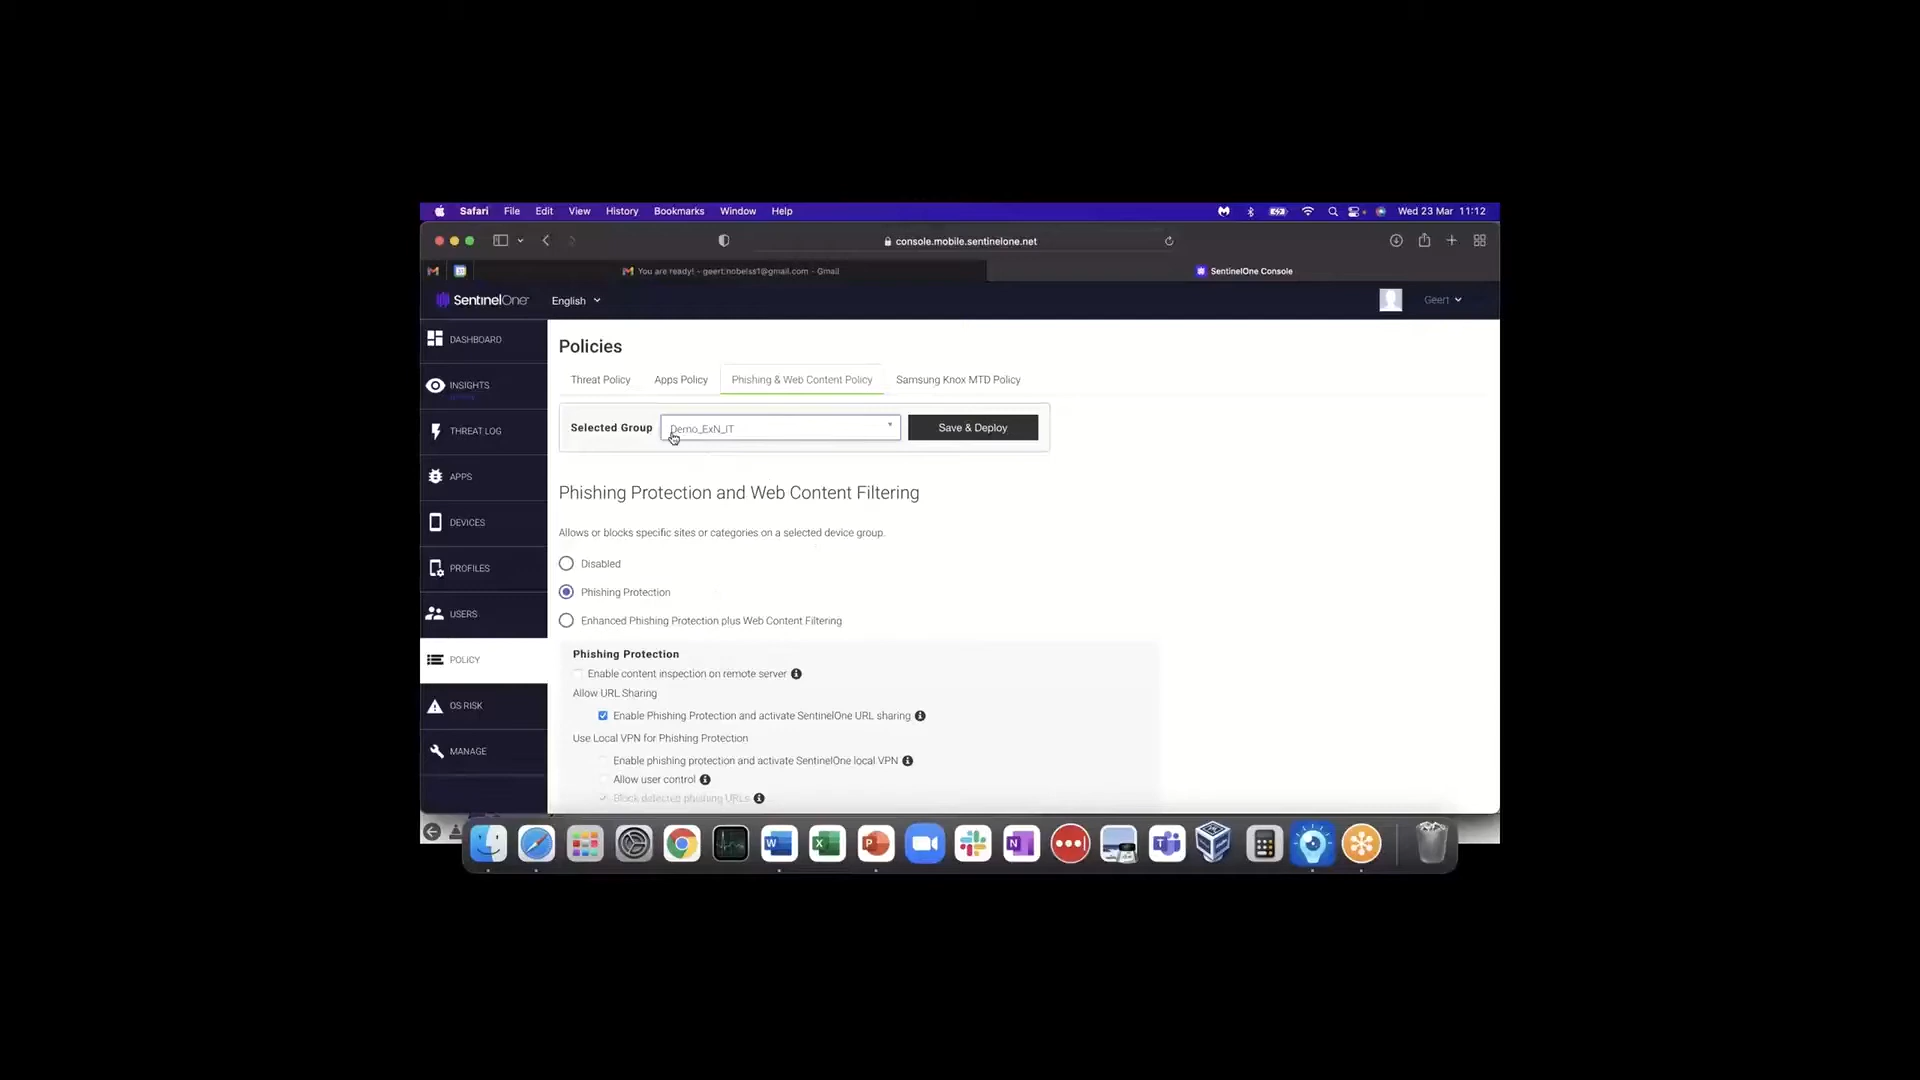 Safari File Edit View History Bookmarks Window Help Wed 23 Mar 11:12
console.mobile.sentinelone.net
You are ready! - geert.nobelss1@gmail.com - Gmail SentinelOne Console
SentinelOne English Geert
DASHBOARD
INSIGHTS
THREAT LOG
APPS
DEVICES
PROFILES
USERS
POLICY
OS RISK
MANAGE
Policies
Threat Policy Apps Policy Phishing & Web Content Policy Samsung Knox MTD Policy
Selected Group Demo_ExN_IT Save & Deploy
Phishing Protection and Web Content Filtering
Allows or blocks specific sites or categories on a selected device group.
Disabled
Phishing Protection
Enhanced Phishing Protection plus Web Content Filtering
Phishing Protection
Enable content inspection on remote server
Allow URL Sharing
Enable Phishing Protection and activate SentinelOne URL sharing
Use Local VPN for Phishing Protection
Enable phishing protection and activate SentinelOne local VPN
Allow user control
Block detected phishing URLs